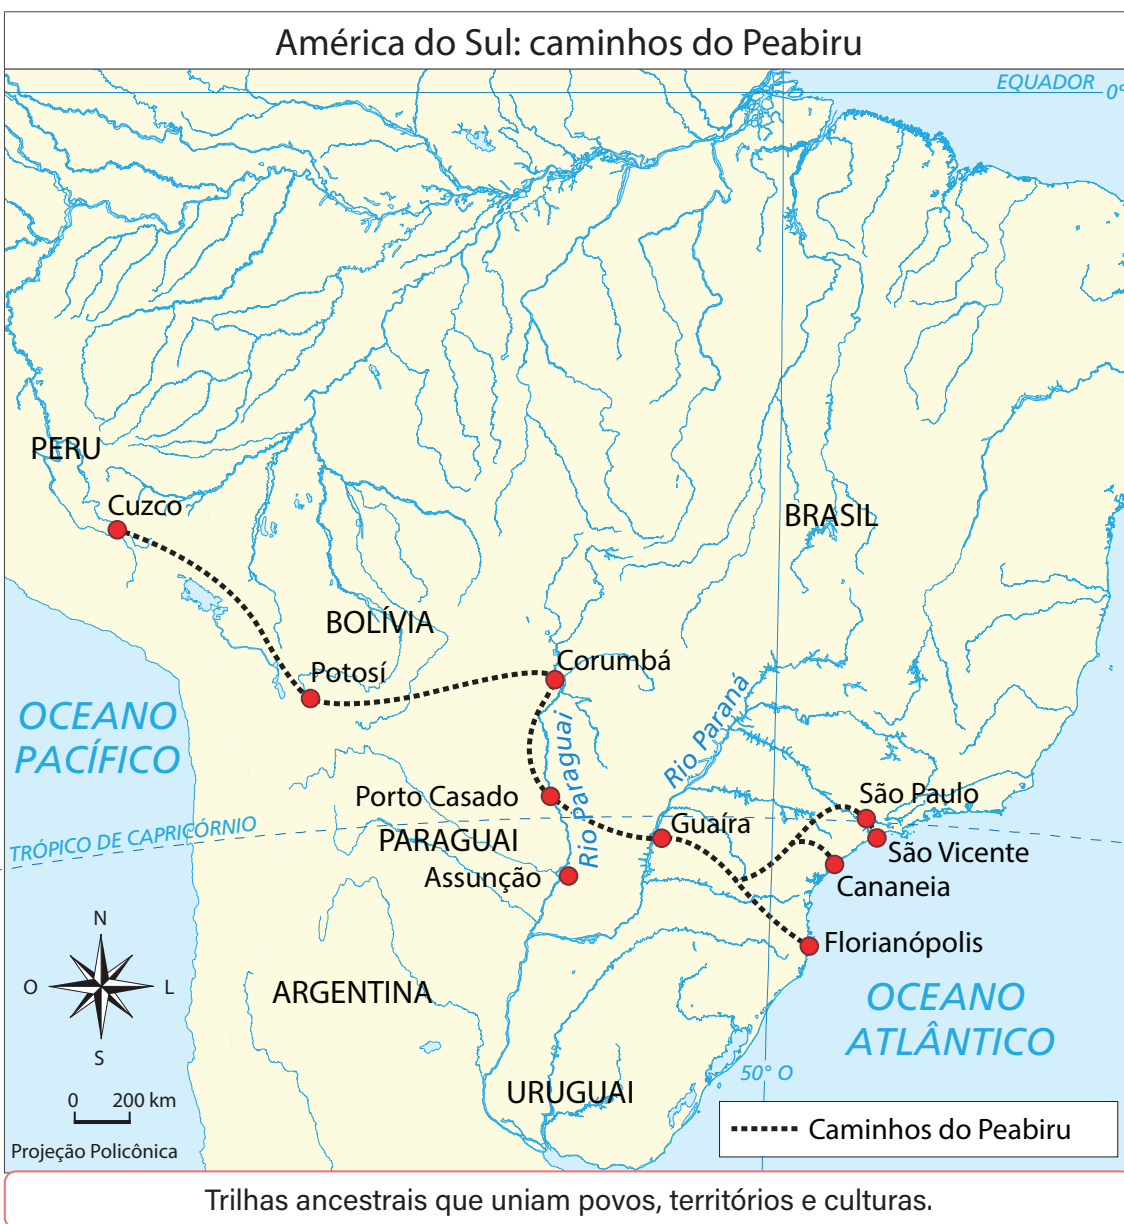 América do Sul: caminhos do Peabiru
EQUADOR
0°
PERU
Cuzco
BRASIL
BOLÍVIA
Potosí
Corumbá
OCEANO
PACÍFICO
Rio Paraguai
Rio Paraná
Porto Casado
São Paulo
Guaíra
TRÓPICO DE CAPRICÓRNIO
PARAGUAI
São Vicente
Assunção
Cananeia
Florianópolis
N
O
L
S
ARGENTINA
OCEANO
ATLÂNTICO
50° O
URUGUAI
0 200 km
Projeção Policônica
Caminhos do Peabiru
Trilhas ancestrais que uniam povos, territórios e culturas.